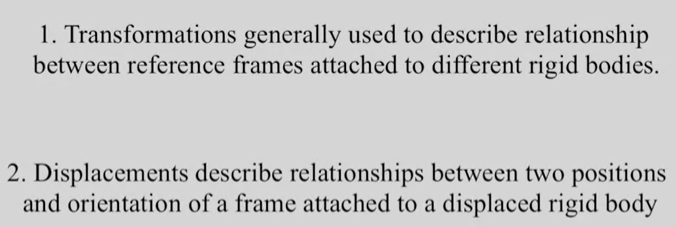 1. Transformations generally used to describe relationship
between reference frames attached to different rigid bodies.
2. Displacements describe relationships between two positions
and orientation of a frame attached to a displaced rigid body